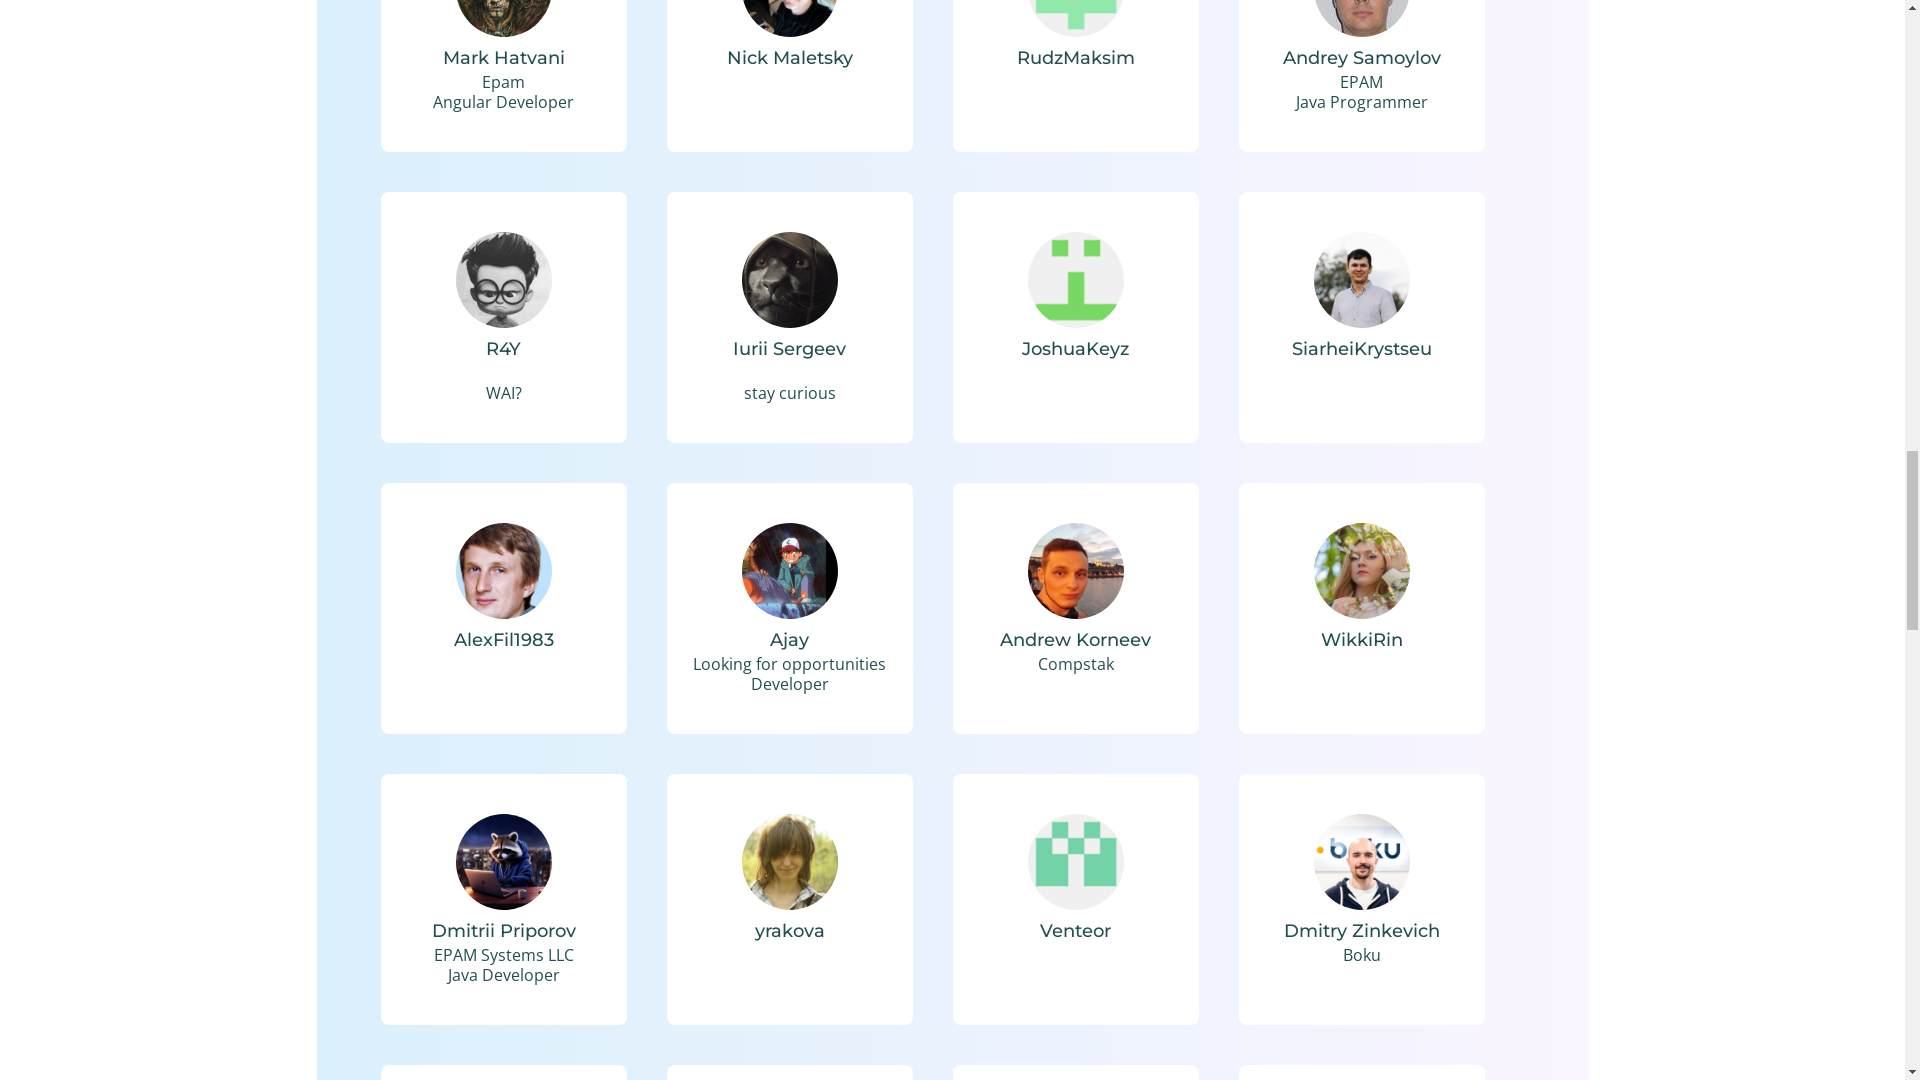 Mark Hatvani
Epam
Angular Developer
Nick Maletsky
RudzMaksim
Andrey Samoylov
EPAM
Java Programmer
R4Y
WAI?
Iurii Sergeev
stay curious
JoshuaKeyz
SiarheiKrystseu
AlexFil1983
Ajay
Looking for opportunities
Developer
Andrew Korneev
Compstak
WikkiRin
Dmitrii Priporov
EPAM Systems LLC
Java Developer
yrakova
Venteor
boku
Dmitry Zinkevich
Boku